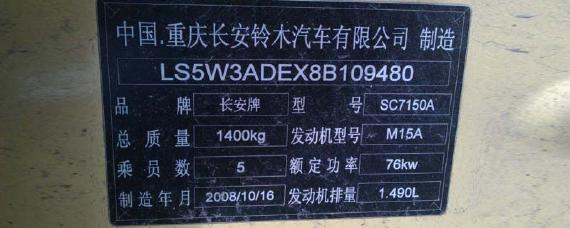 中国.重庆长安铃木汽车有限公司 制造
LS5W3ADEX8B109480
品 牌 长安牌 型 号 SC7150A
总质量 1400kg 发动机型号 M15A
乘员数 5 额定功率 76kw
制造年月 2008/10/16 发动机排量 1.490L